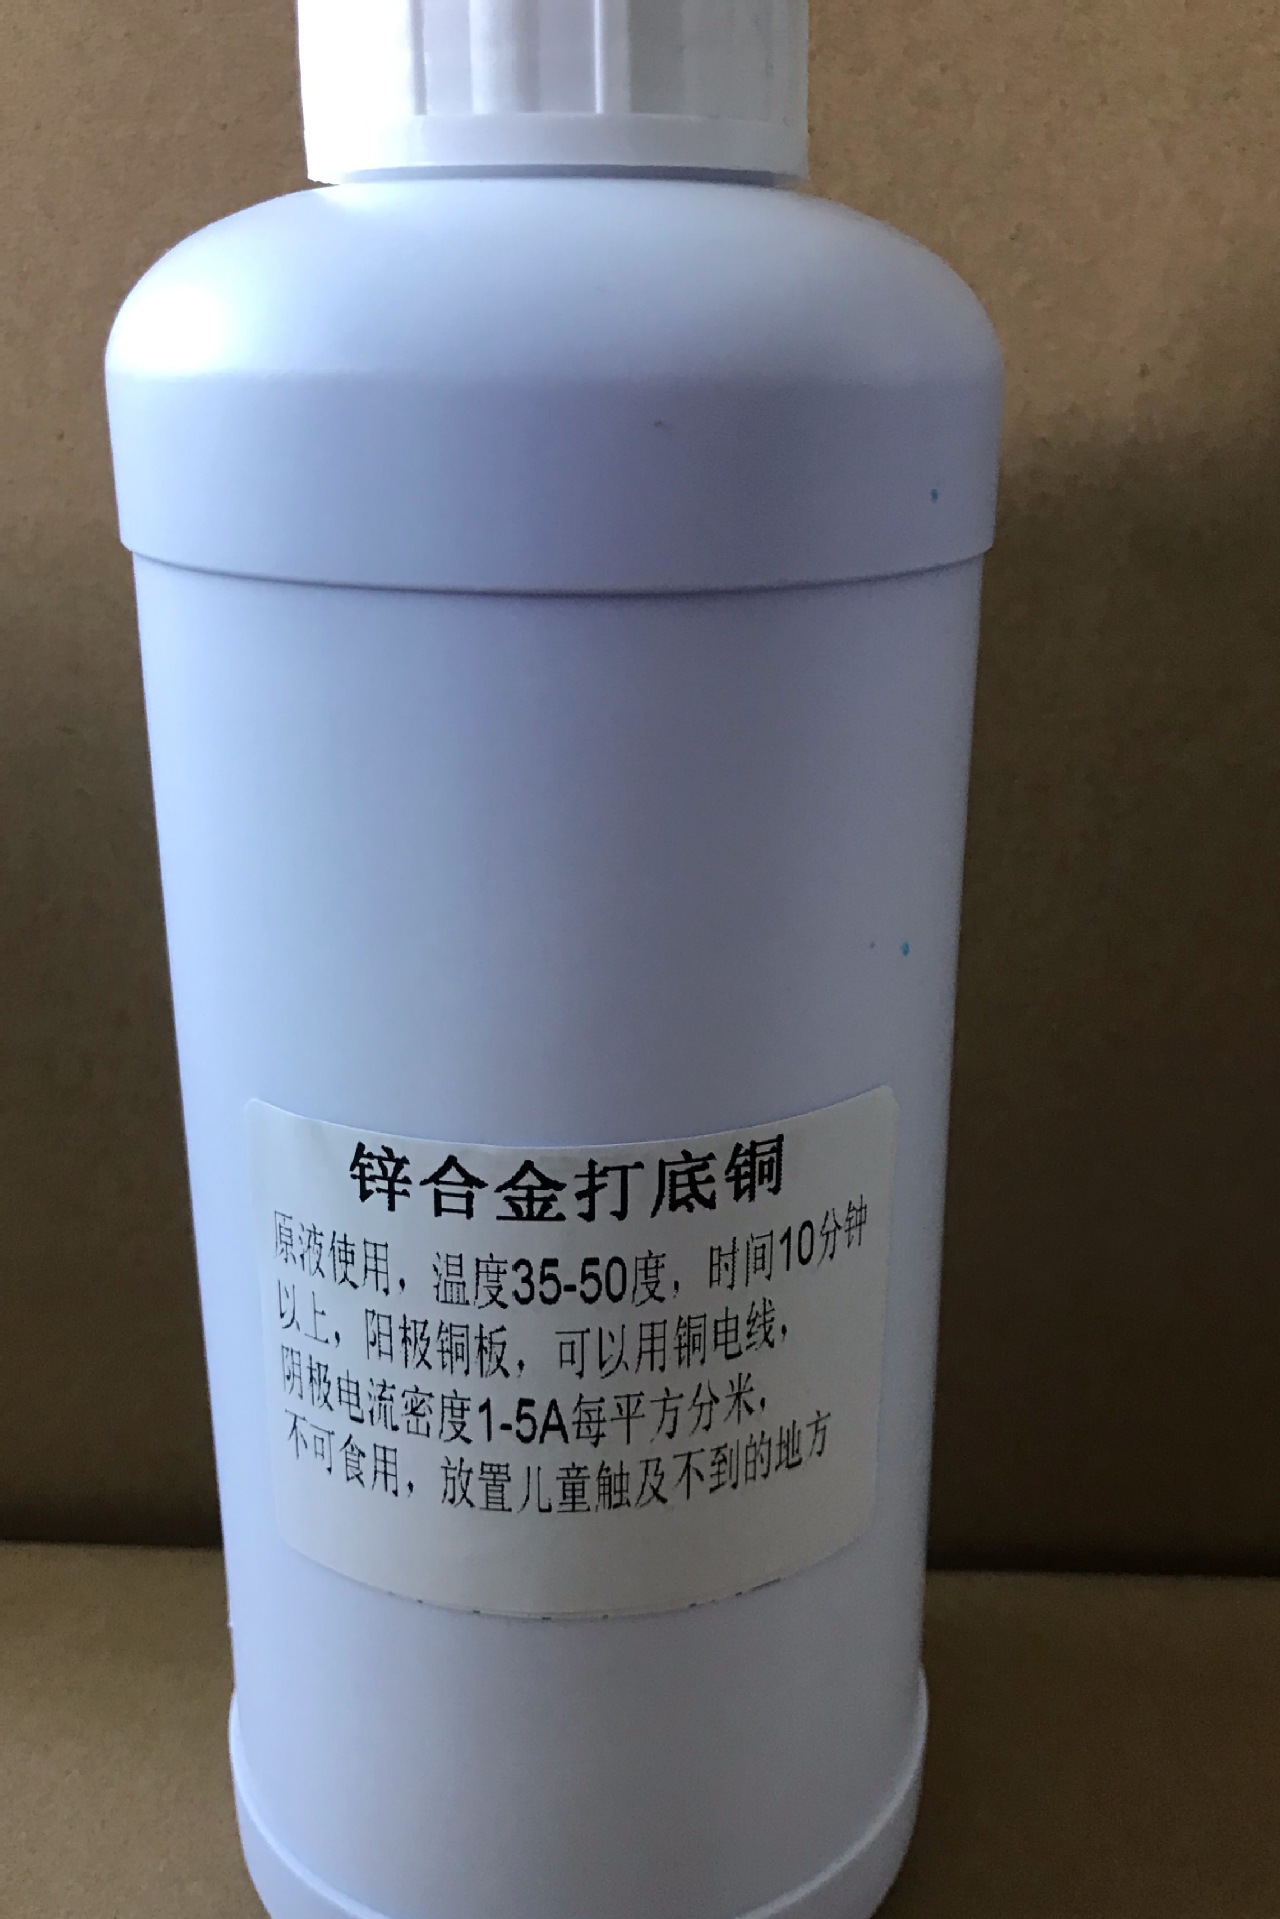 锌合金打底铜
原液使用，温度35-50度，时间10分钟
以上，阳极铜板，可以用铜电线，
阴极电流密度1-5A每平方分米，
不可食用，放置儿童触及不到的地方